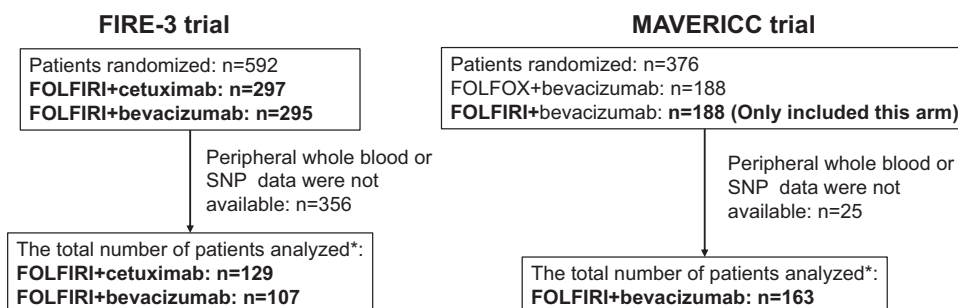 FIRE-3 trial
Patients randomized: n=592
FOLFIRI+cetuximab: n=297
FOLFIRI+bevacizumab: n=295
Peripheral whole blood or
SNP data were not
available: n=356
The total number of patients analyzed*:
FOLFIRI+cetuximab: n=129
FOLFIRI+bevacizumab: n=107
MAVERICC trial
Patients randomized: n=376
FOLFOX+bevacizumab: n=188
FOLFIRI+bevacizumab: n=188 (Only included this arm)
Peripheral whole blood or
SNP data were not
available: n=25
The total number of patients analyzed*:
FOLFIRI+bevacizumab: n=163